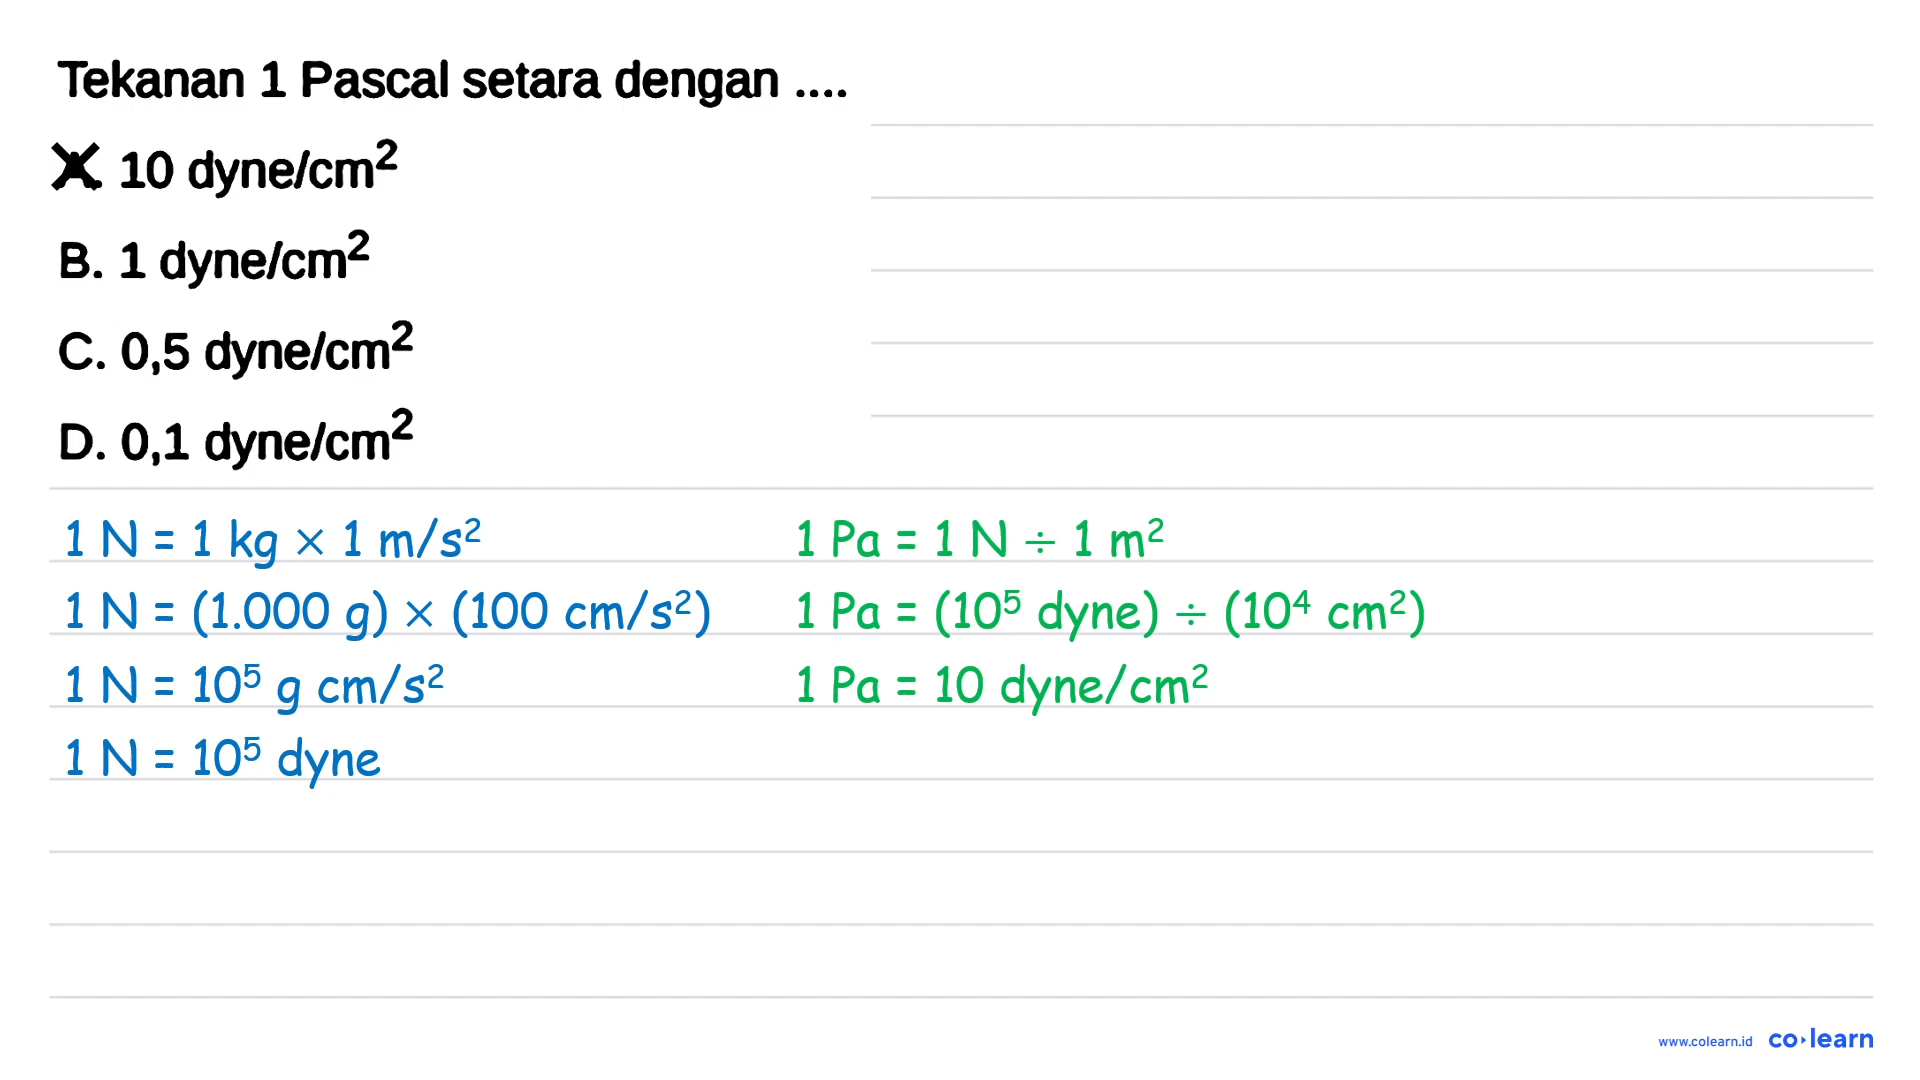 Tekanan 1 Pascal setara dengan ....
A. 10 dyne/cm²
B. 1 dyne/cm²
C. 0,5 dyne/cm²
D. 0,1 dyne/cm²
1 N = 1 kg × 1 m/s²
1 N = (1.000 g) × (100 cm/s²)
1 N = 10⁵ g cm/s²
1 N = 10⁵ dyne
1 Pa = 1 N ÷ 1 m²
1 Pa = (10⁵ dyne) ÷ (10⁴ cm²)
1 Pa = 10 dyne/cm²
www.colearn.id co learn